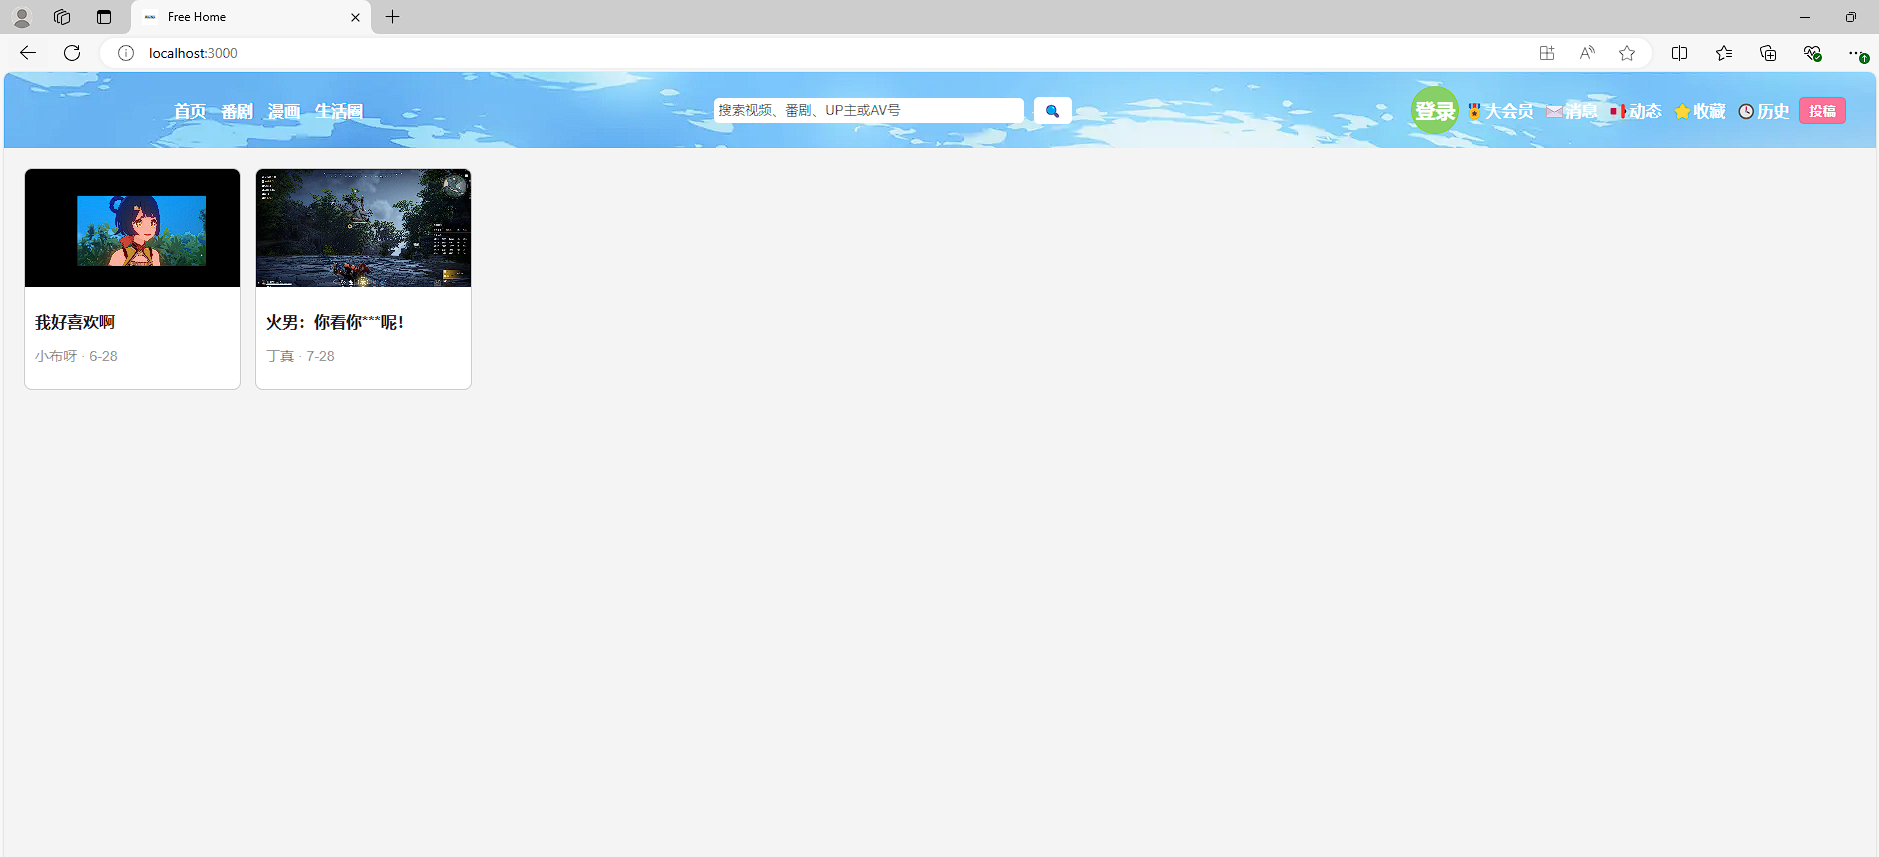 Free Home
localhost:3000
首页 番剧 漫画 生活圈
搜索视频、番剧、UP主或AV号
登录 大会员 消息 动态 收藏 历史 投稿
我好喜欢啊
小布呀 · 6-28
火男：你看你***呢！
丁真 · 7-28